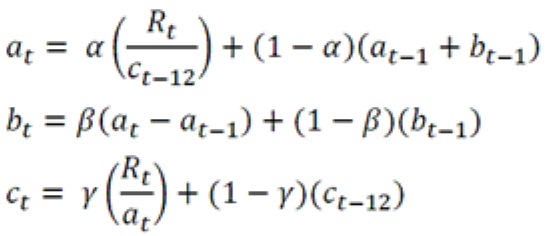 a_t = α(R_t / c_{t−12}) + (1 − α)(a_{t−1} + b_{t−1})
b_t = β(a_t − a_{t−1}) + (1 − β)(b_{t−1})
c_t = γ(R_t / a_t) + (1 − γ)(c_{t−12})